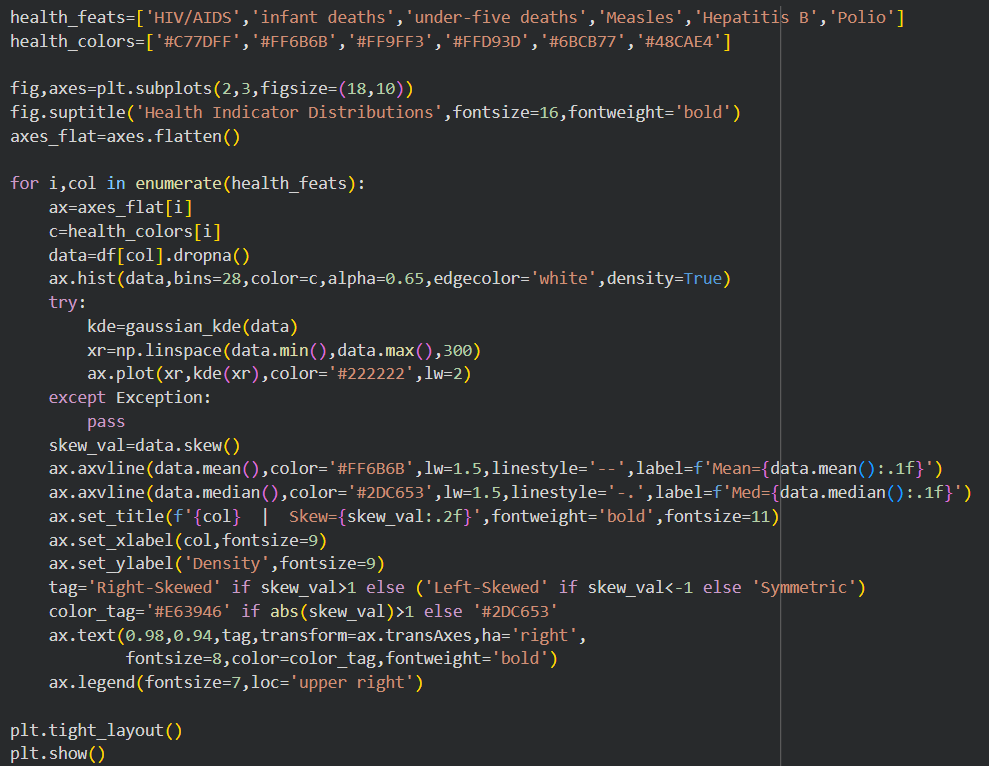 health_feats=['HIV/AIDS','infant deaths','under-five deaths','Measles','Hepatitis B','Polio']
health_colors=['#C77DFF','#FF6B6B','#FF9FF3','#FFD93D','#6BCB77','#48CAE4']

fig,axes=plt.subplots(2,3,figsize=(18,10))
fig.suptitle('Health Indicator Distributions',fontsize=16,fontweight='bold')
axes_flat=axes.flatten()

for i,col in enumerate(health_feats):
    ax=axes_flat[i]
    c=health_colors[i]
    data=df[col].dropna()
    ax.hist(data,bins=28,color=c,alpha=0.65,edgecolor='white',density=True)
    try:
        kde=gaussian_kde(data)
        xr=np.linspace(data.min(),data.max(),300)
        ax.plot(xr,kde(xr),color='#222222',lw=2)
    except Exception:
        pass
    skew_val=data.skew()
    ax.axvline(data.mean(),color='#FF6B6B',lw=1.5,linestyle='--',label=f'Mean={data.mean():.1f}')
    ax.axvline(data.median(),color='#2DC653',lw=1.5,linestyle='-.',label=f'Med={data.median():.1f}')
    ax.set_title(f'{col}  |  Skew={skew_val:.2f}',fontweight='bold',fontsize=11)
    ax.set_xlabel(col,fontsize=9)
    ax.set_ylabel('Density',fontsize=9)
    tag='Right-Skewed' if skew_val>1 else ('Left-Skewed' if skew_val<-1 else 'Symmetric')
    color_tag='#E63946' if abs(skew_val)>1 else '#2DC653'
    ax.text(0.98,0.94,tag,transform=ax.transAxes,ha='right',
            fontsize=8,color=color_tag,fontweight='bold')
    ax.legend(fontsize=7,loc='upper right')

plt.tight_layout()
plt.show()